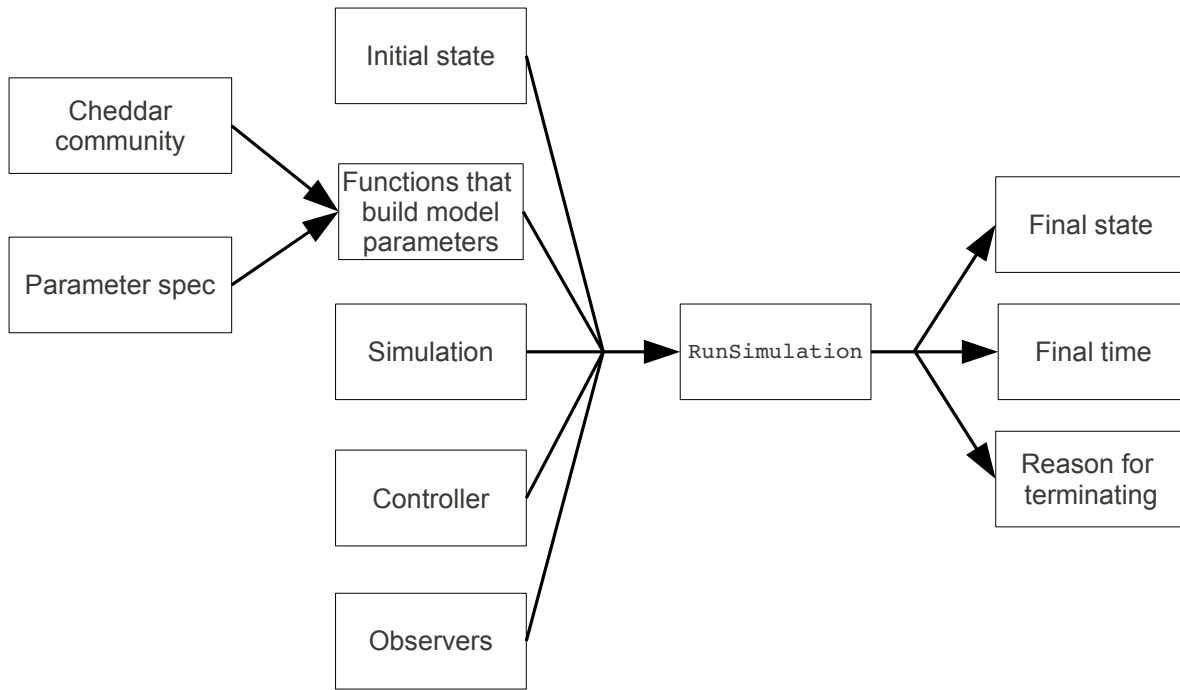 Initial state
Cheddar
community
Functions that
build model
parameters
Parameter spec
Simulation
Controller
Observers
RunSimulation
Final state
Final time
Reason for
terminating